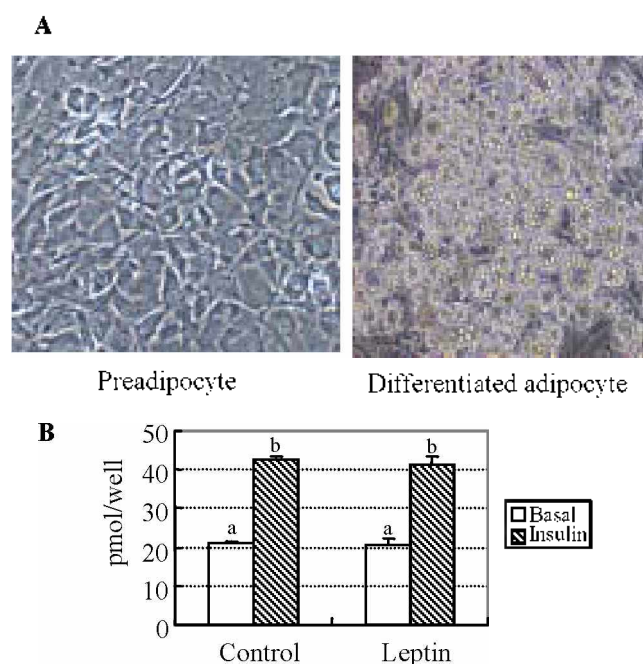 A
Preadipocyte
Differentiated adipocyte
B
50
40
30
20
10
0
pmol/well
a
b
a
b
Control
Leptin
Basal
Insulin